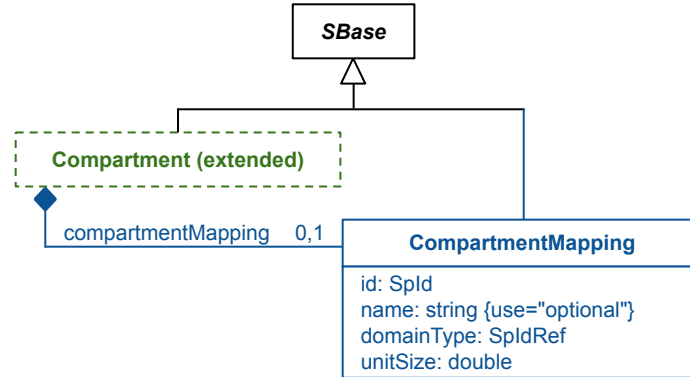 SBase
Compartment (extended)
compartmentMapping 0,1
CompartmentMapping
id: SpId
name: string {use="optional"}
domainType: SpIdRef
unitSize: double